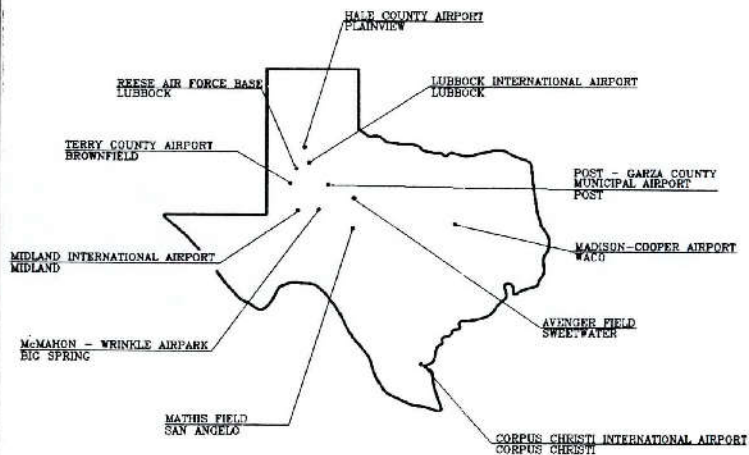 HALE COUNTY AIRPORT
PLAINVIEW
REESE AIR FORCE BASE
LUBBOCK
LUBBOCK INTERNATIONAL AIRPORT
LUBBOCK
TERRY COUNTY AIRPORT
BROWNFIELD
POST - GARZA COUNTY
MUNICIPAL AIRPORT
POST
MIDLAND INTERNATIONAL AIRPORT
MIDLAND
MADISON-COOPER AIRPORT
WACO
AVENGER FIELD
SWEETWATER
McMAHON - WRINKLE AIRPARK
BIG SPRING
MATHIS FIELD
SAN ANGELO
CORPUS CHRISTI INTERNATIONAL AIRPORT
CORPUS CHRISTI